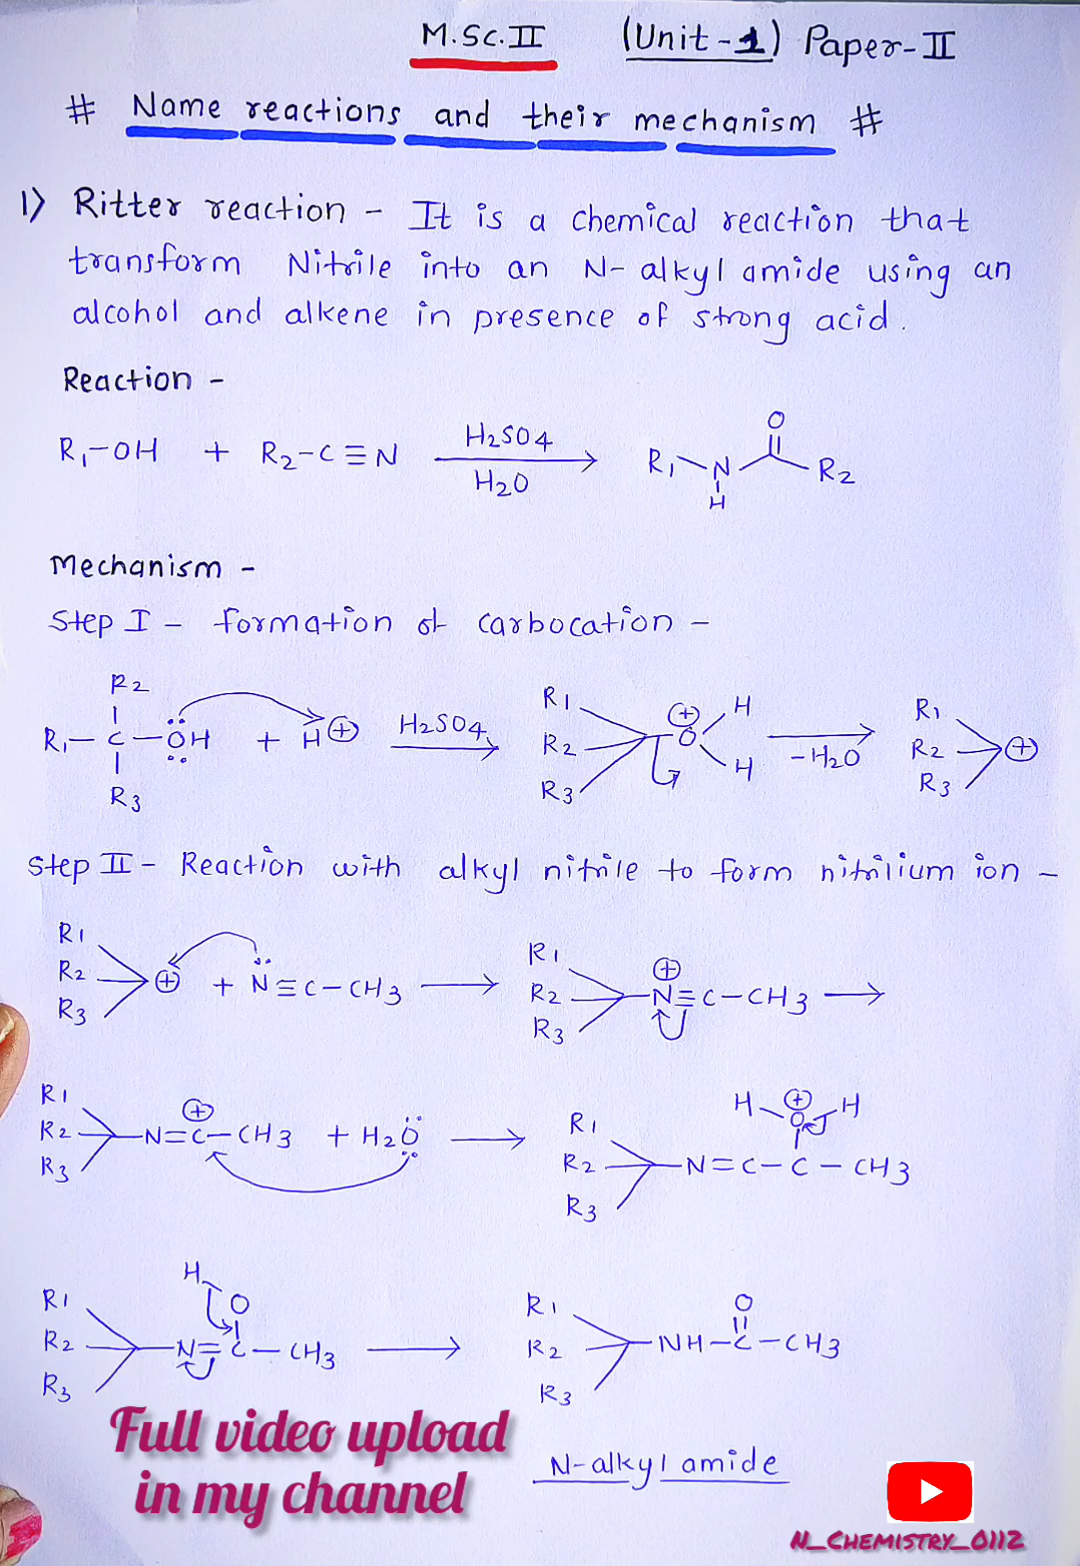 M.Sc.II (Unit-1) Paper-II
# Name reactions and their mechanism #
1) Ritter reaction - It is a chemical reaction that
transform Nitrile into an N-alkyl amide using an
alcohol and alkene in presence of strong acid.
Reaction -
R1-OH + R2-C≡N H2SO4 H2O → R1-N-H O || R2
Mechanism -
Step I - formation of carbocation -
R2
R1-C-ÖH + H⊕ H2SO4 → R1 R2 R3 ⊕O H H → -H2O R1 R2 R3 ⊕
R3
Step II - Reaction with alkyl nitrile to form nitrilium ion -
R1 R2 R3 ⊕ + N̈≡C-CH3 → R1 R2 R3 -N⊕≡C-CH3 →
R1 R2 R3 -N=C⊕-CH3 + H2Ö → R1 R2 R3 -N=C-C-CH3 H-O⊕-H
R1 R2 R3 -N=C-CH3 H O → R1 R2 R3 -NH-C-CH3 || O
Full video upload
in my channel
N-alkyl amide
N_CHEMISTRY_0112